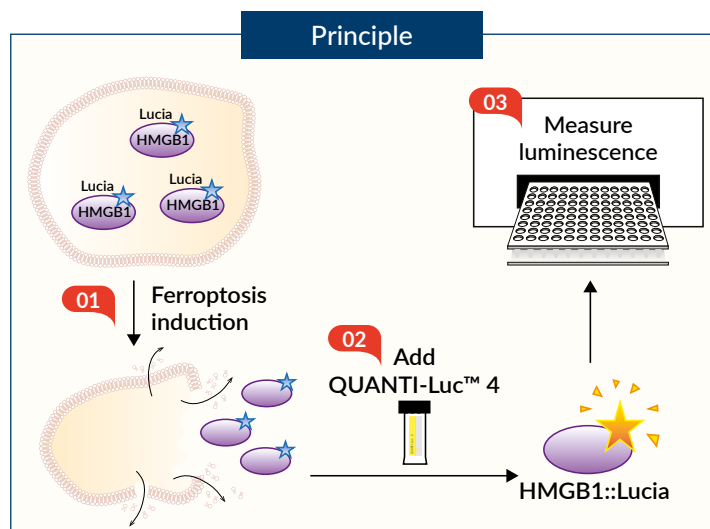 Principle
Lucia
HMGB1
Lucia
HMGB1
Lucia
HMGB1
01
Ferroptosis
induction
02
Add
QUANTI-Luc™ 4
HMGB1::Lucia
03
Measure
luminescence